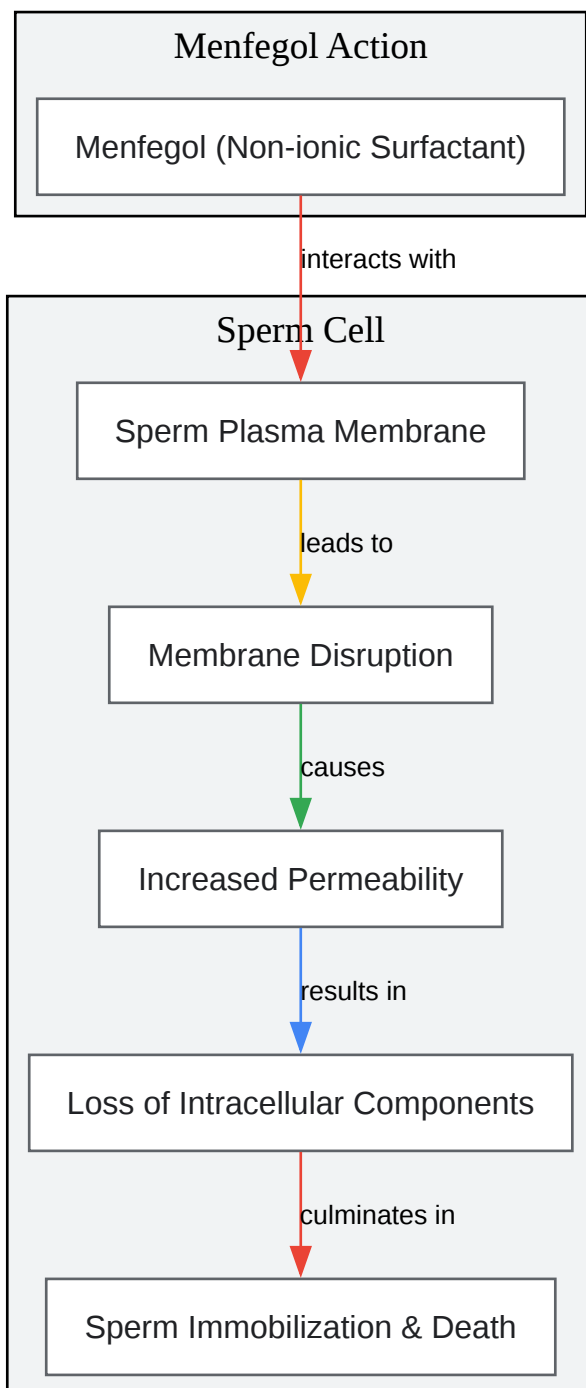 Menfegol Action
Menfegol (Non-ionic Surfactant)
interacts with
Sperm Cell
Sperm Plasma Membrane
leads to
Membrane Disruption
causes
Increased Permeability
results in
Loss of Intracellular Components
culminates in
Sperm Immobilization & Death